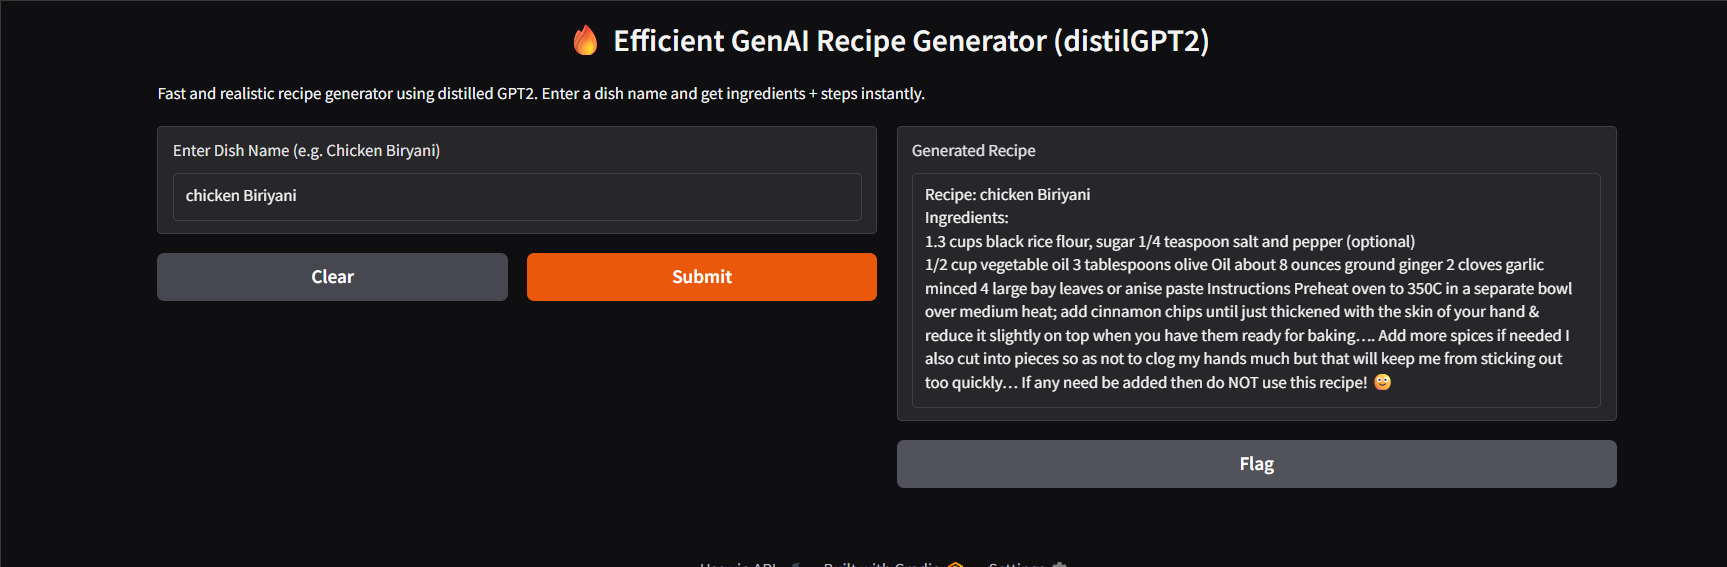 🔥 Efficient GenAI Recipe Generator (distilGPT2)
Fast and realistic recipe generator using distilled GPT2. Enter a dish name and get ingredients + steps instantly.
Enter Dish Name (e.g. Chicken Biryani)
chicken Biriyani
Clear
Submit
Generated Recipe
Recipe: chicken Biriyani
Ingredients:
1.3 cups black rice flour, sugar 1/4 teaspoon salt and pepper (optional)
1/2 cup vegetable oil 3 tablespoons olive Oil about 8 ounces ground ginger 2 cloves garlic
minced 4 large bay leaves or anise paste Instructions Preheat oven to 350C in a separate bowl
over medium heat; add cinnamon chips until just thickened with the skin of your hand &
reduce it slightly on top when you have them ready for baking…. Add more spices if needed I
also cut into pieces so as not to clog my hands much but that will keep me from sticking out
too quickly… If any need be added then do NOT use this recipe! 🙂
Flag
Use via API Built with Gradio Settings